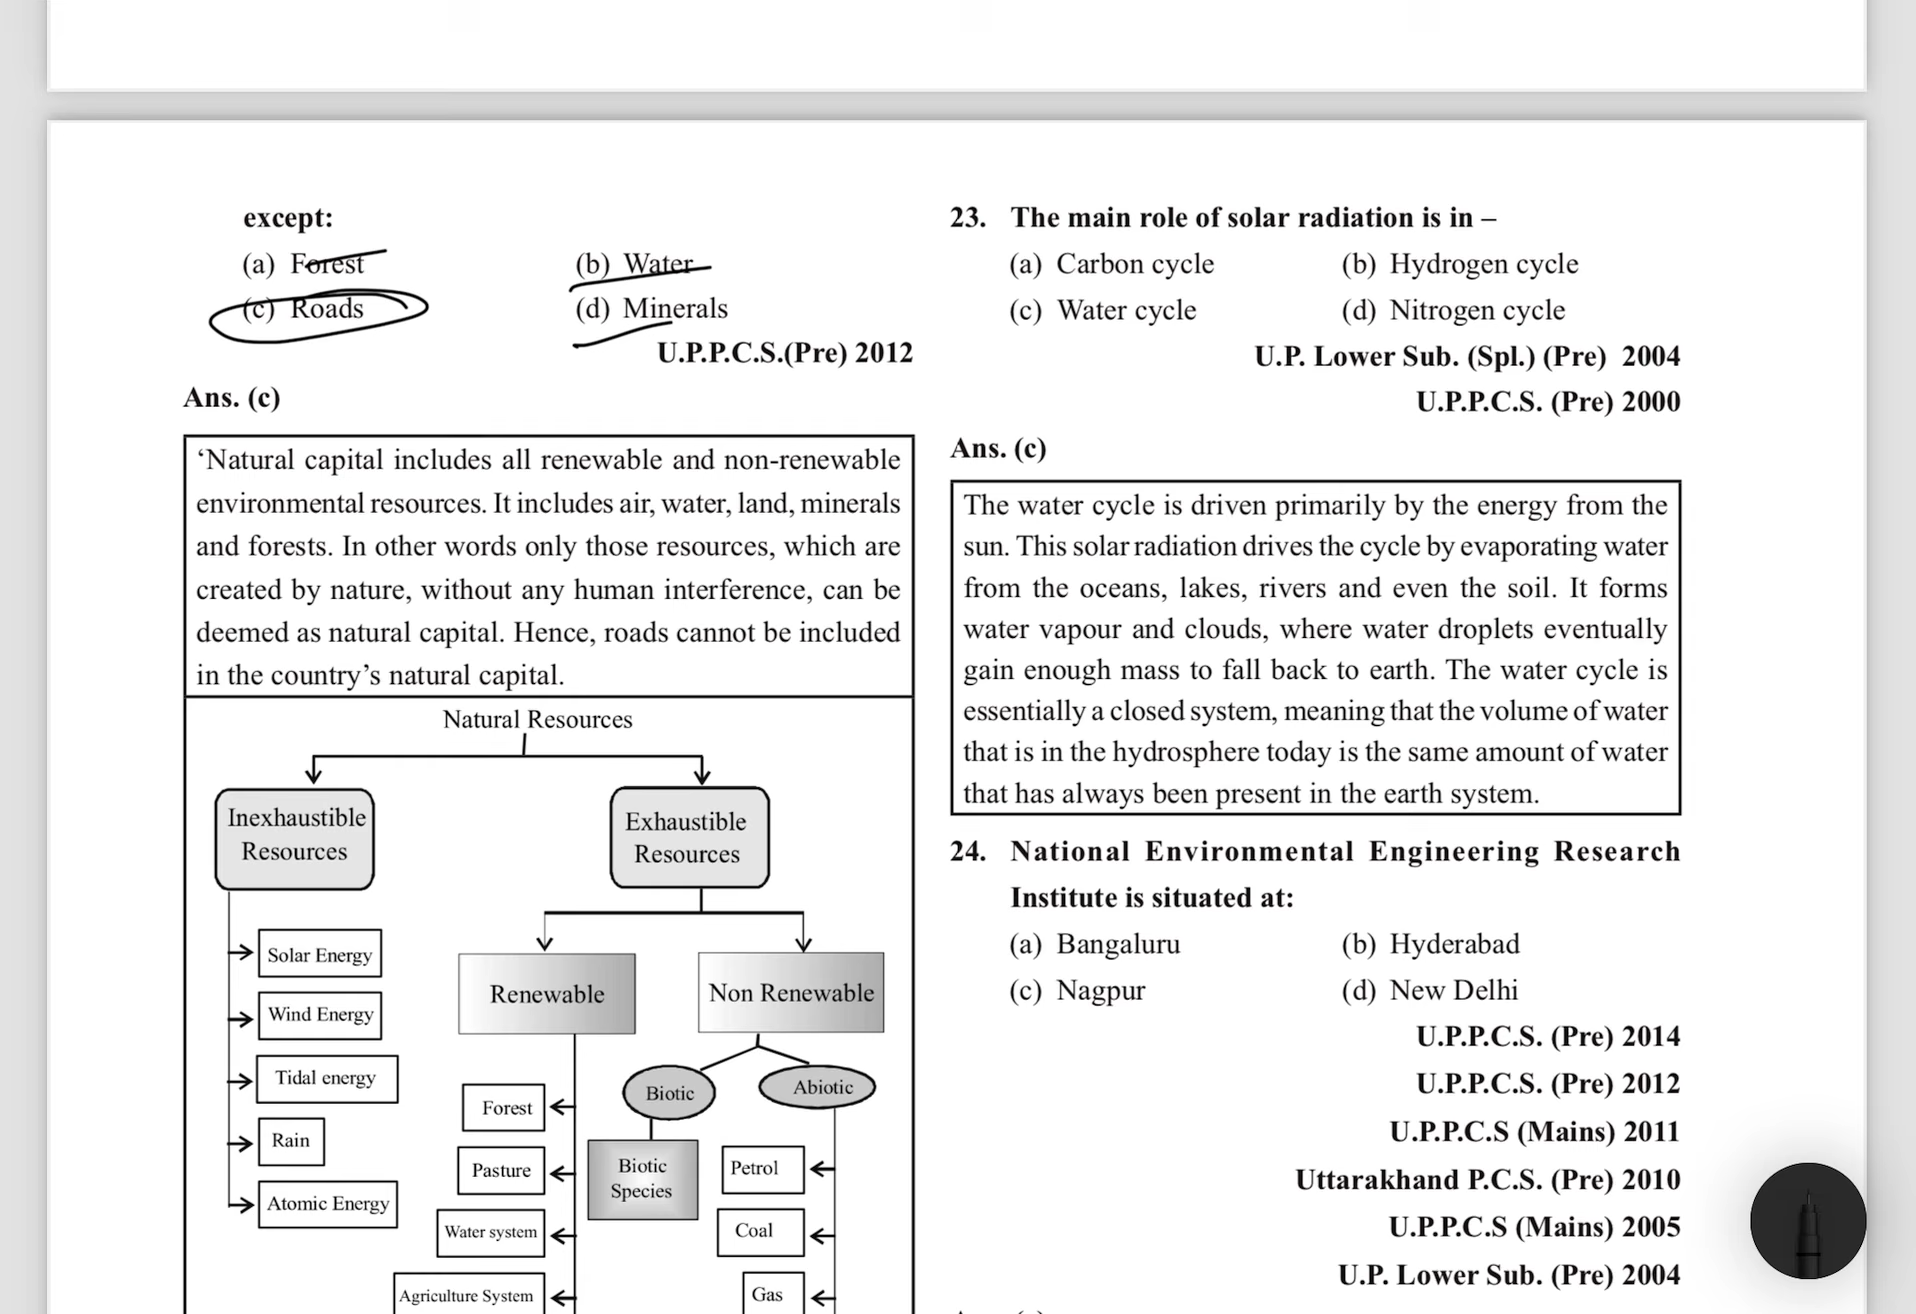 except:
(a) Forest
(b) Water
(c) Roads
(d) Minerals
U.P.P.C.S.(Pre) 2012
Ans. (c)
‘Natural capital includes all renewable and non-renewable
environmental resources. It includes air, water, land, minerals
and forests. In other words only those resources, which are
created by nature, without any human interference, can be
deemed as natural capital. Hence, roads cannot be included
in the country’s natural capital.
Natural Resources
Inexhaustible
Resources
Exhaustible
Resources
Solar Energy
Wind Energy
Tidal energy
Rain
Atomic Energy
Renewable
Non Renewable
Forest
Pasture
Water system
Agriculture System
Biotic
Abiotic
Biotic
Species
Petrol
Coal
Gas
23. The main role of solar radiation is in –
(a) Carbon cycle
(b) Hydrogen cycle
(c) Water cycle
(d) Nitrogen cycle
U.P. Lower Sub. (Spl.) (Pre) 2004
U.P.P.C.S. (Pre) 2000
Ans. (c)
The water cycle is driven primarily by the energy from the
sun. This solar radiation drives the cycle by evaporating water
from the oceans, lakes, rivers and even the soil. It forms
water vapour and clouds, where water droplets eventually
gain enough mass to fall back to earth. The water cycle is
essentially a closed system, meaning that the volume of water
that is in the hydrosphere today is the same amount of water
that has always been present in the earth system.
24. National Environmental Engineering Research
Institute is situated at:
(a) Bangaluru
(b) Hyderabad
(c) Nagpur
(d) New Delhi
U.P.P.C.S. (Pre) 2014
U.P.P.C.S. (Pre) 2012
U.P.P.C.S (Mains) 2011
Uttarakhand P.C.S. (Pre) 2010
U.P.P.C.S (Mains) 2005
U.P. Lower Sub. (Pre) 2004